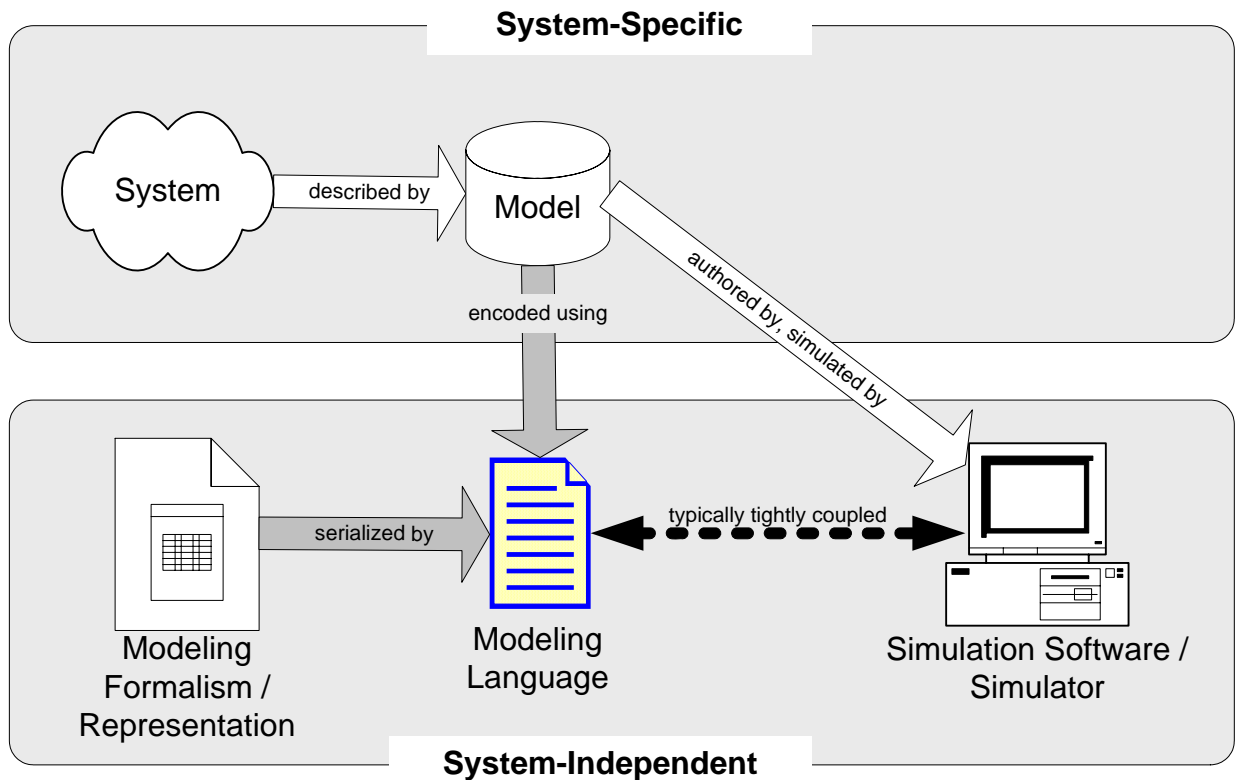 System-Specific
System
described by
Model
encoded using
authored by, simulated by
serialized by
typically tightly coupled
Modeling
Formalism /
Representation
Modeling
Language
Simulation Software /
Simulator
System-Independent